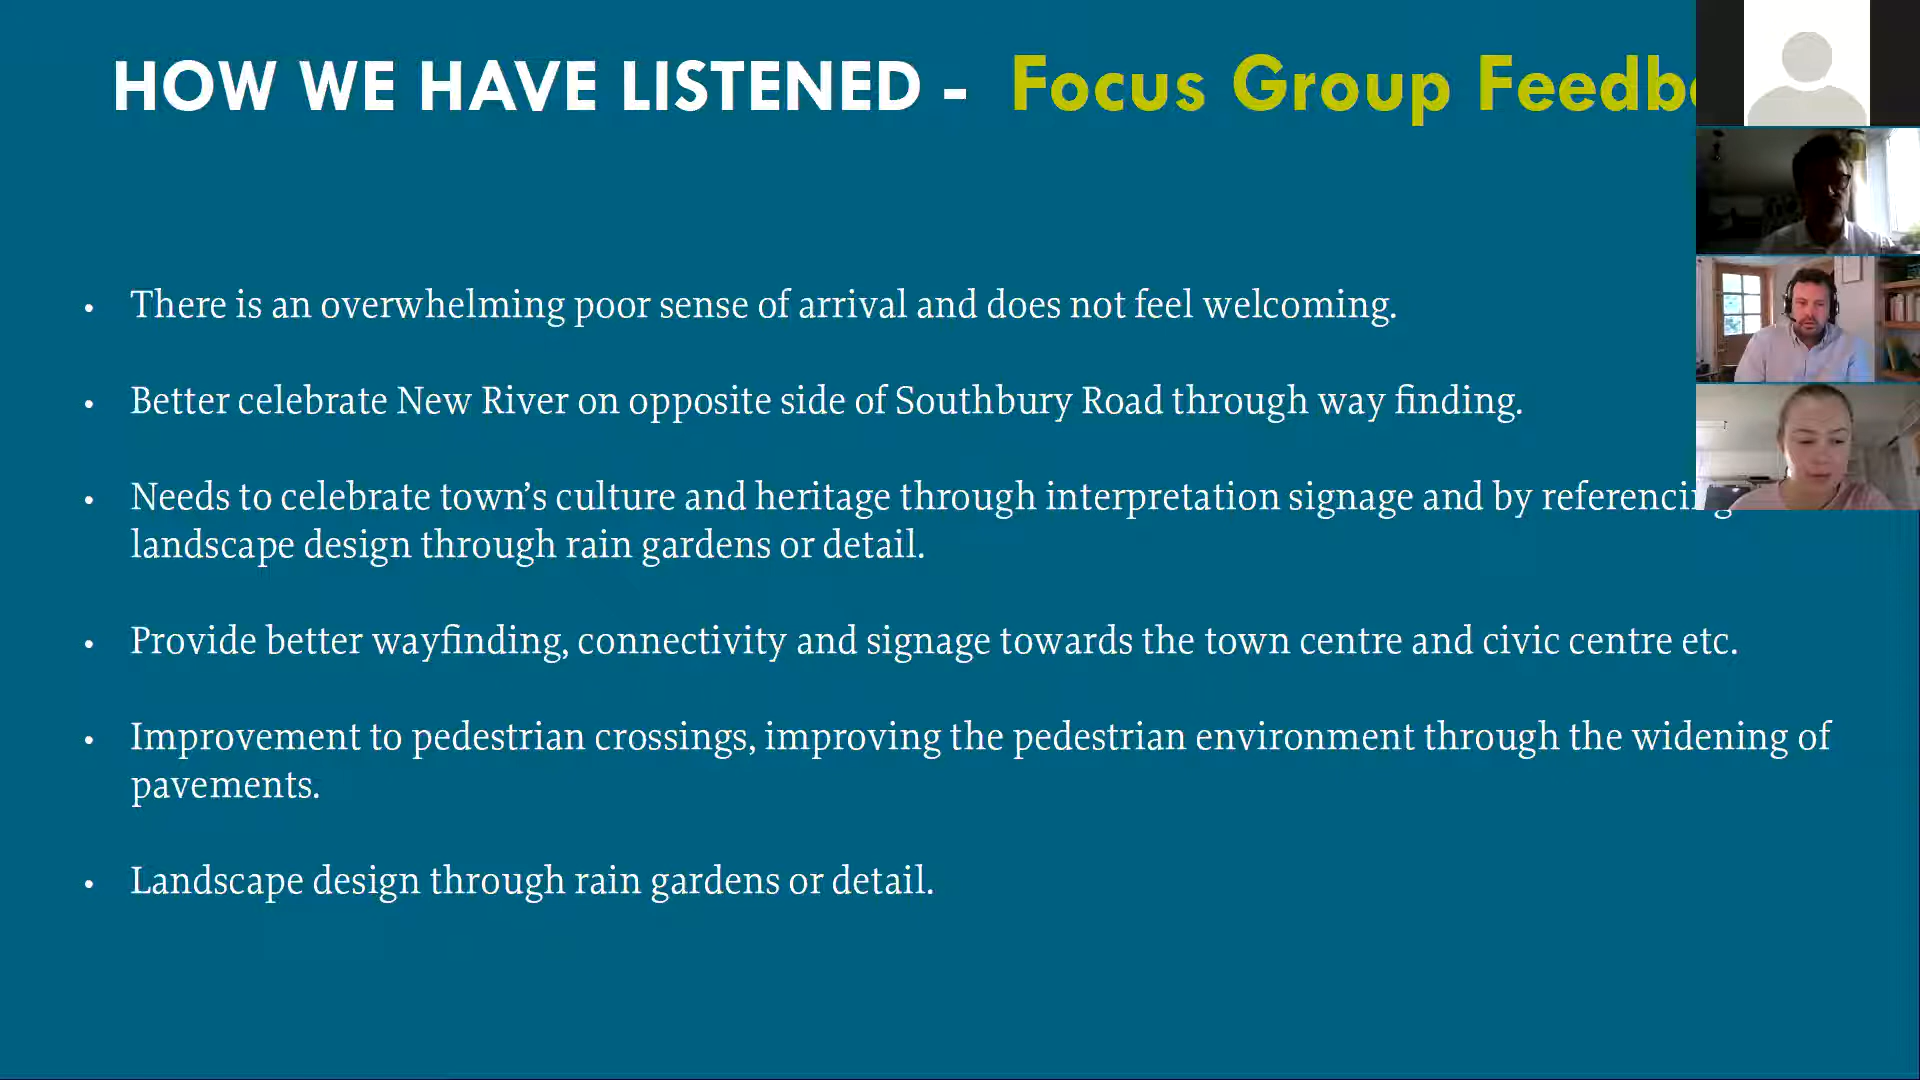 HOW WE HAVE LISTENED - Focus Group
• There is an overwhelming poor sense of arrival and does not feel welcoming.
• Better celebrate New River on opposite side of Southbury Road through way finding.
• Needs to celebrate town’s culture and heritage through interpretation signage and by referencing
landscape design through rain gardens or detail.
• Provide better wayfinding, connectivity and signage towards the town centre and civic centre etc.
• Improvement to pedestrian crossings, improving the pedestrian environment through the widening of
pavements.
• Landscape design through rain gardens or detail.